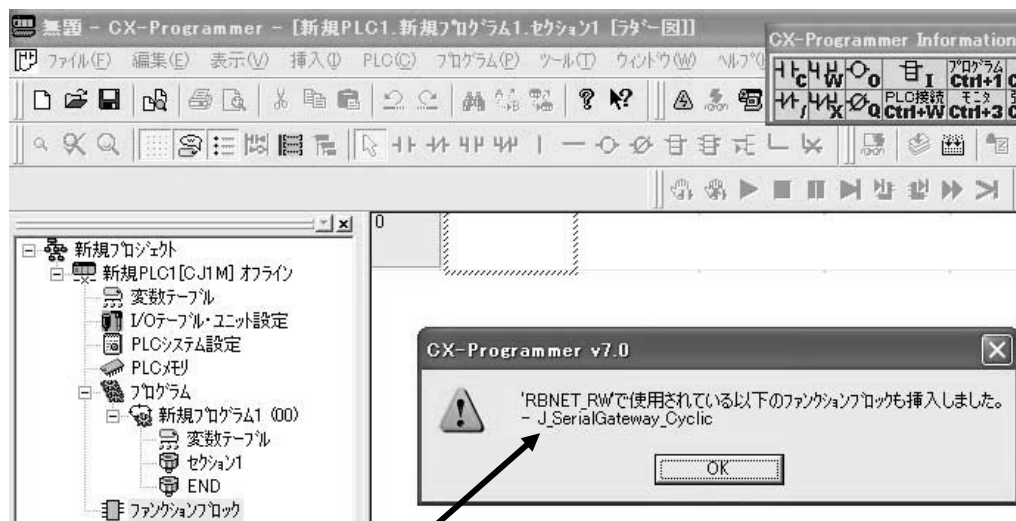 無題 - CX-Programmer - [新規PLC1.新規プログラム1.セクション1 [ラダー図]]
CX-Programmer Information
ファイル(F) 編集(E) 表示(V) 挿入(I) PLC(C) プログラム(P) ツール(T) ウィンドウ(W) ヘルプ(
C W O I プログラム Ctrl+1
/ X Q PLC接続 Ctrl+W モニタ Ctrl+3
0
新規プロジェクト
新規PLC1[CJ1M] オフライン
変数テーブル
I/Oテーブル・ユニット設定
PLCシステム設定
PLCメモリ
プログラム
新規プログラム1 (00)
変数テーブル
セクション1
END
ファンクションブロック
CX-Programmer v7.0
'RBNET_RW'で使用されている以下のファンクションブロックも挿入しました。
- J_SerialGateway_Cyclic
OK